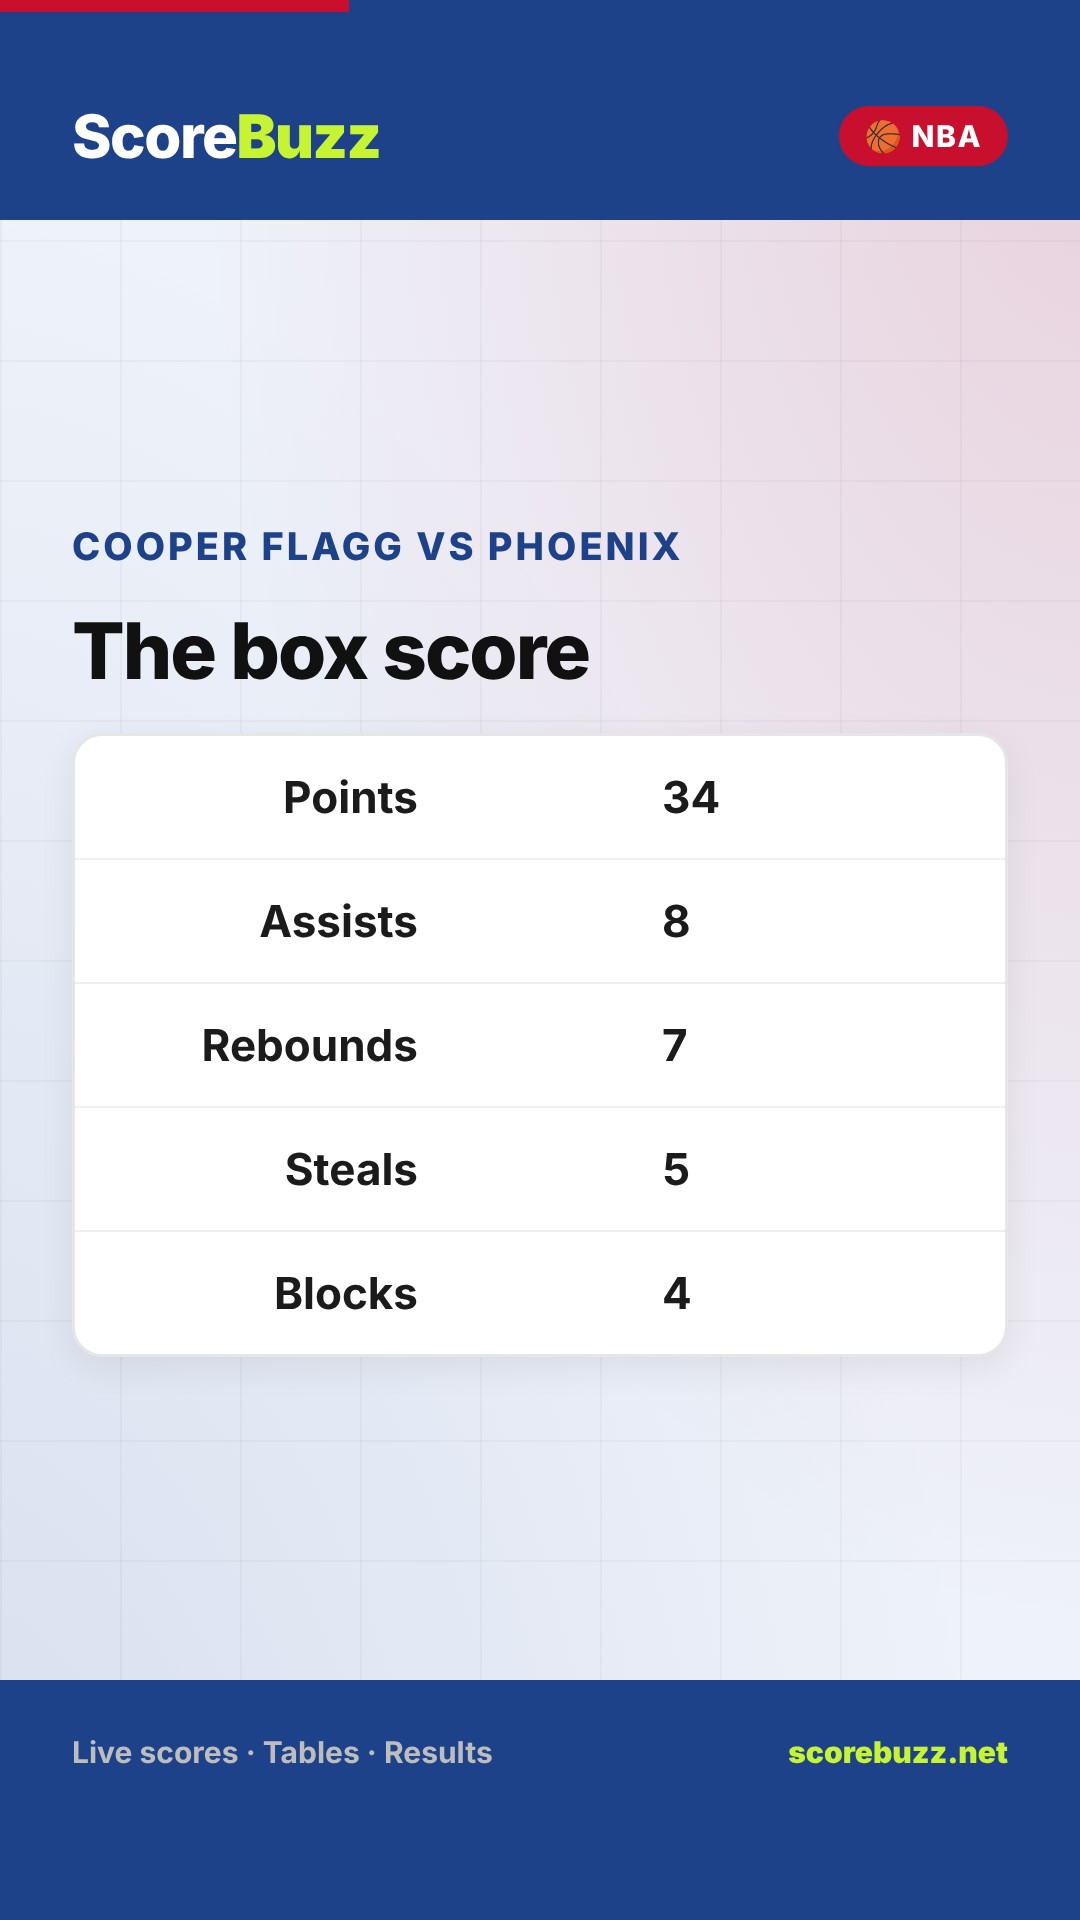 ScoreBuzz
🏀 NBA
COOPER FLAGG VS PHOENIX
The box score
Points 34
Assists 8
Rebounds 7
Steals 5
Blocks 4
Live scores · Tables · Results
scorebuzz.net